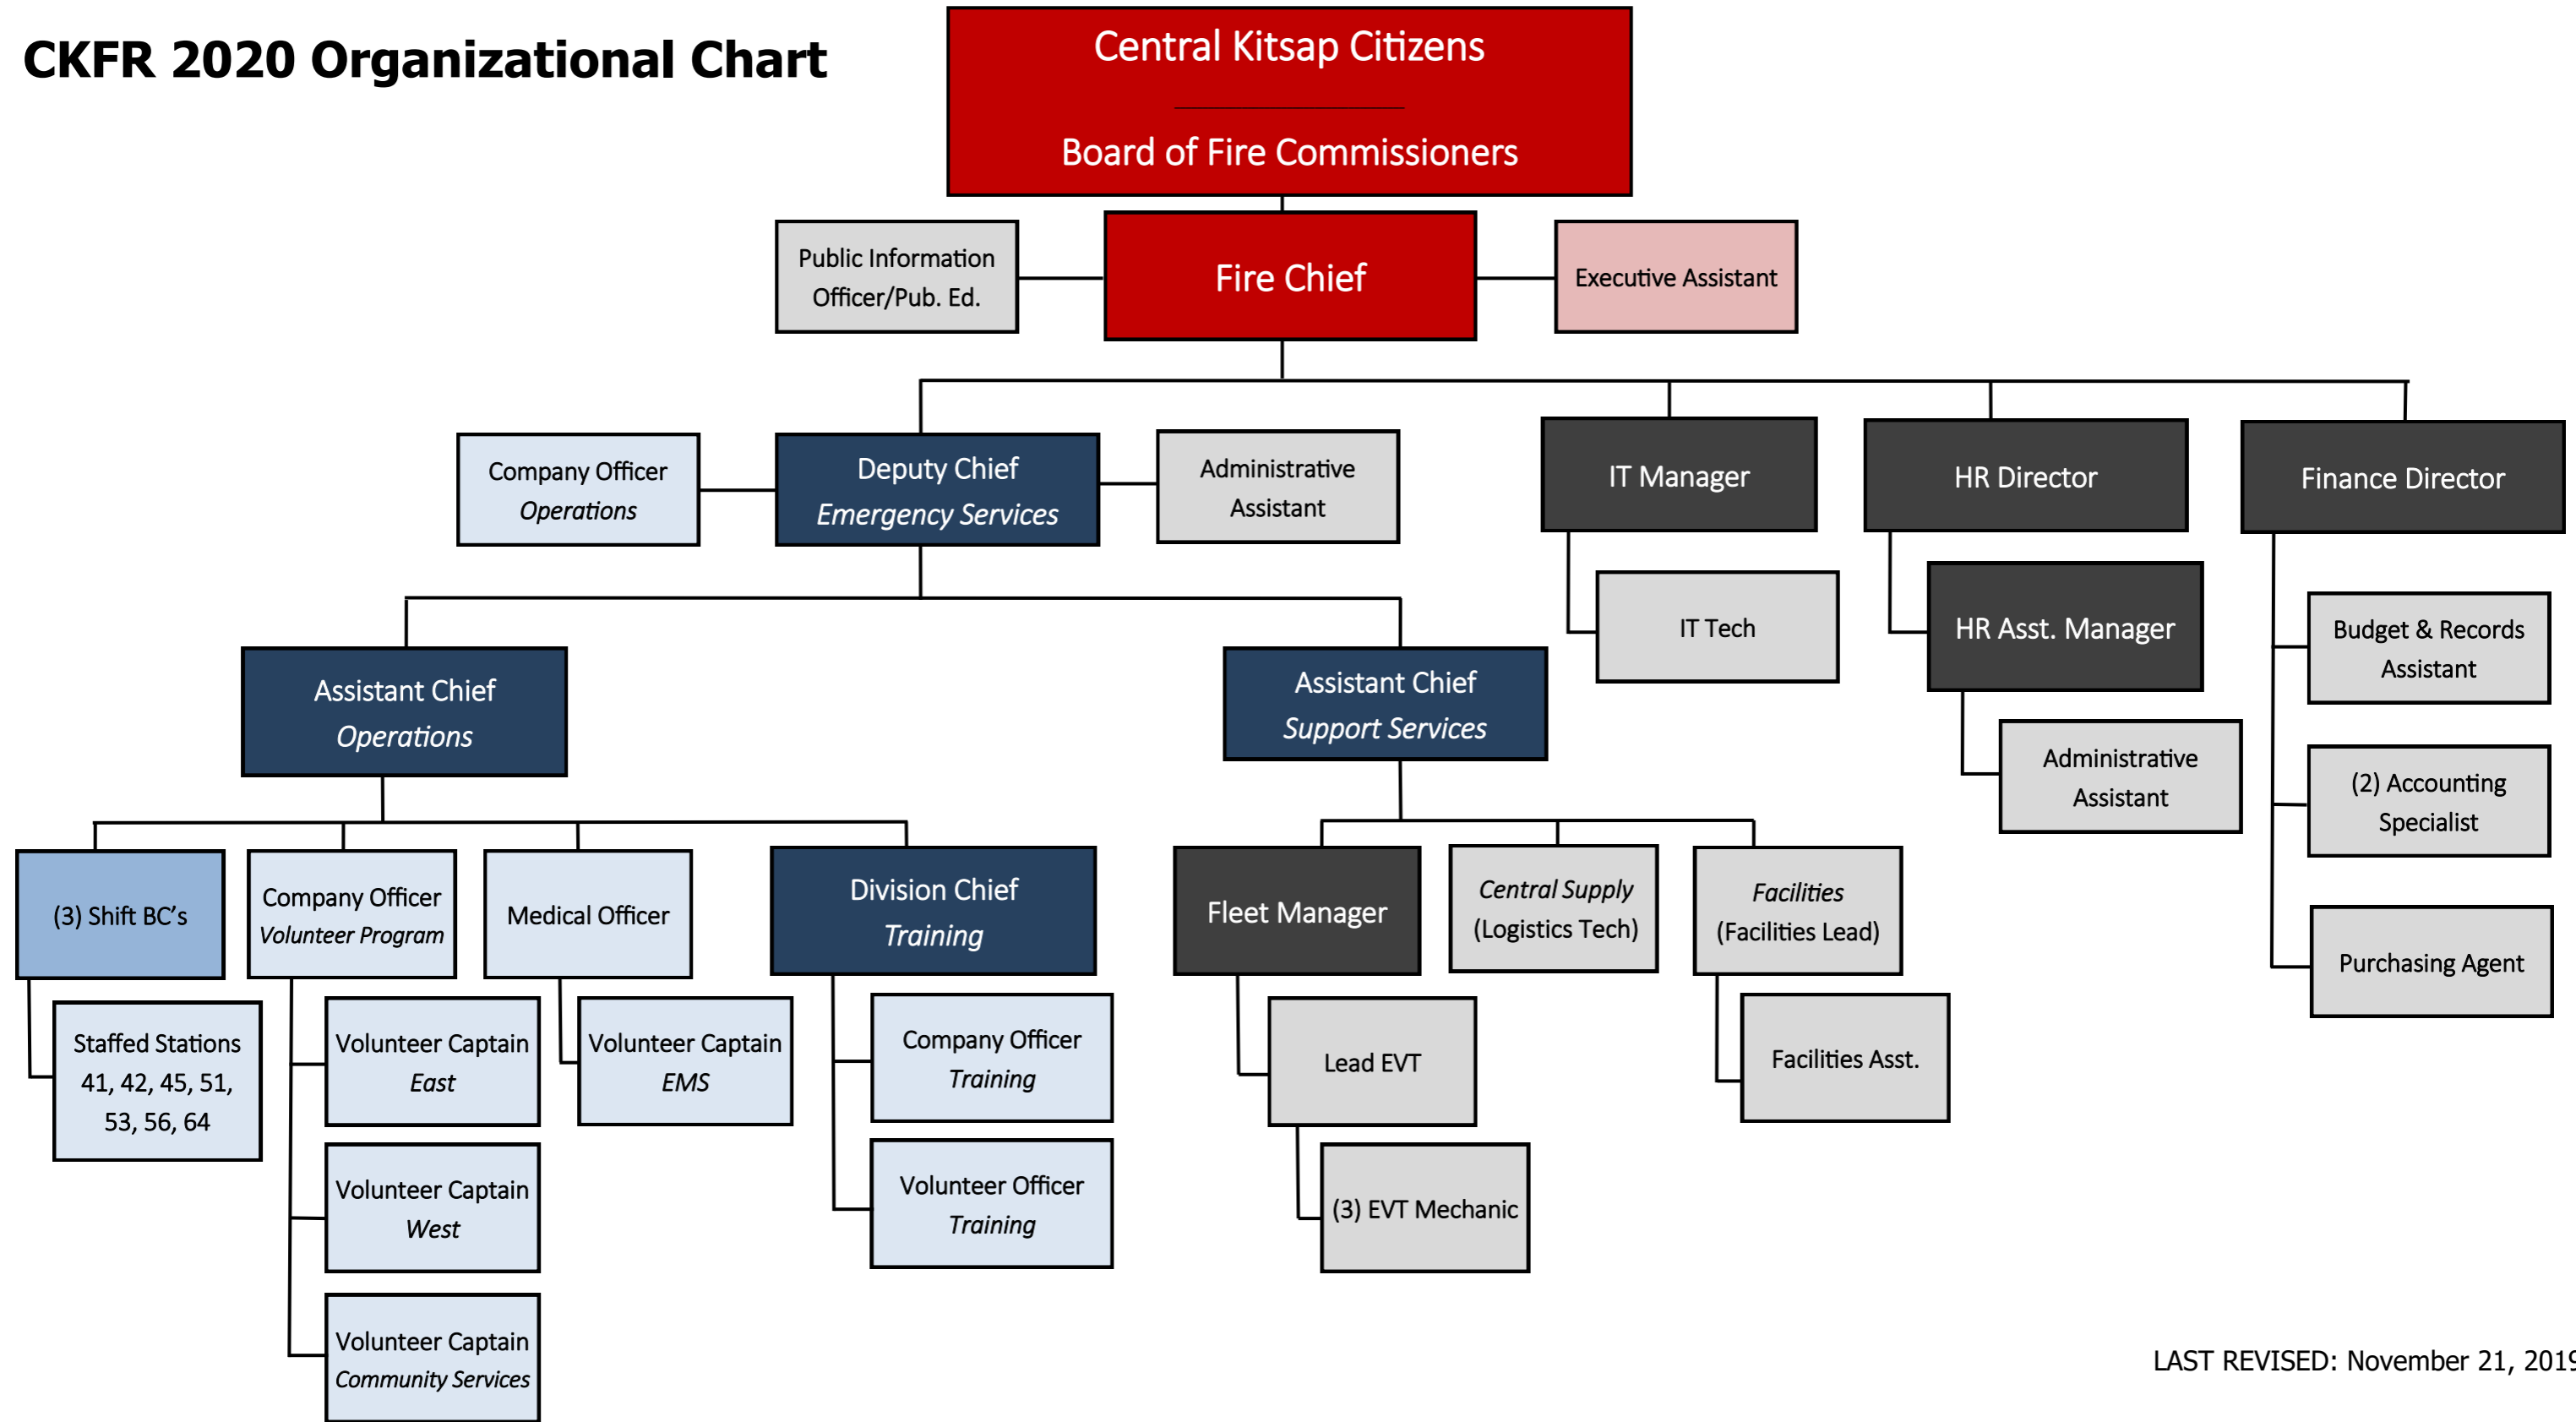 CKFR 2020 Organizational Chart
Central Kitsap Citizens
Board of Fire Commissioners
Public Information
Officer/Pub. Ed.
Fire Chief
Executive Assistant
Company Officer
Operations
Deputy Chief
Emergency Services
Administrative
Assistant
IT Manager
HR Director
Finance Director
IT Tech
HR Asst. Manager
Administrative
Assistant
Budget & Records
Assistant
(2) Accounting
Specialist
Purchasing Agent
Assistant Chief
Operations
Assistant Chief
Support Services
(3) Shift BC’s
Company Officer
Volunteer Program
Medical Officer
Division Chief
Training
Fleet Manager
Central Supply
(Logistics Tech)
Facilities
(Facilities Lead)
Staffed Stations
41, 42, 45, 51,
53, 56, 64
Volunteer Captain
East
Volunteer Captain
West
Volunteer Captain
Community Services
Volunteer Captain
EMS
Company Officer
Training
Volunteer Officer
Training
Lead EVT
(3) EVT Mechanic
Facilities Asst.
LAST REVISED: November 21, 2019